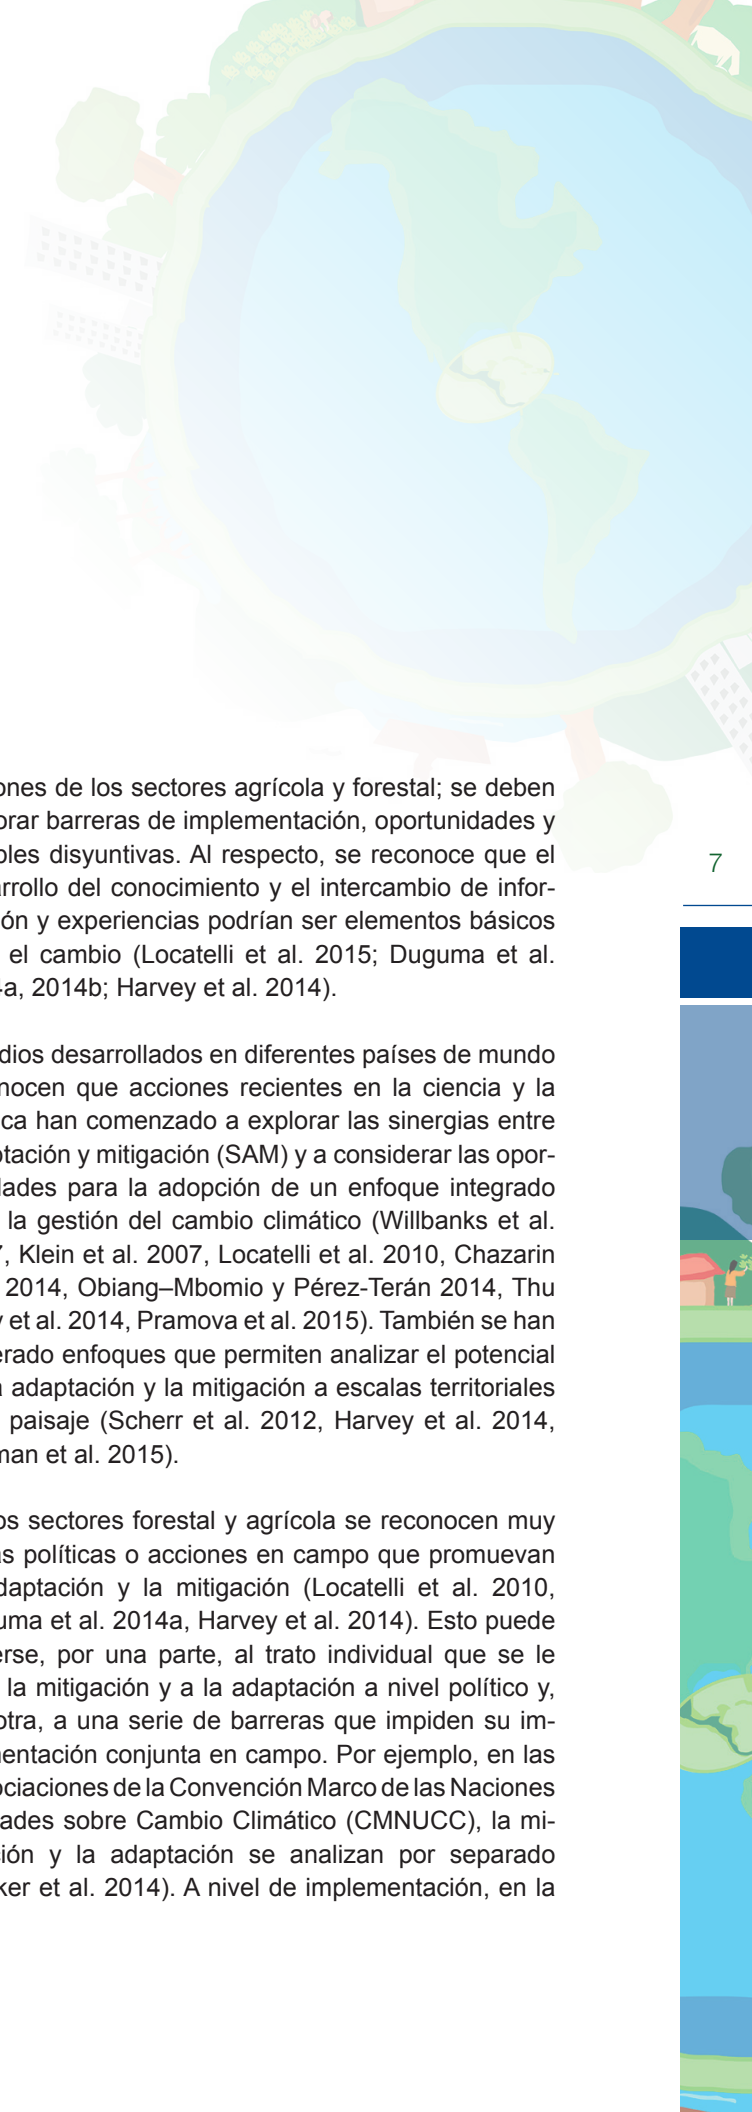 ones de los sectores agrícola y forestal; se deben
orar barreras de implementación, oportunidades y
bles disyuntivas. Al respecto, se reconoce que el
arrollo del conocimiento y el intercambio de infor-
ón y experiencias podrían ser elementos básicos
el cambio (Locatelli et al. 2015; Duguma et al.
4a, 2014b; Harvey et al. 2014).
7
dios desarrollados en diferentes países de mundo
nocen que acciones recientes en la ciencia y la
ica han comenzado a explorar las sinergias entre
ptación y mitigación (SAM) y a considerar las opor-
dades para la adopción de un enfoque integrado
la gestión del cambio climático (Willbanks et al.
7, Klein et al. 2007, Locatelli et al. 2010, Chazarin
2014, Obiang–Mbomio y Pérez-Terán 2014, Thu
y et al. 2014, Pramova et al. 2015). También se han
erado enfoques que permiten analizar el potencial
a adaptación y la mitigación a escalas territoriales
paisaje (Scherr et al. 2012, Harvey et al. 2014,
man et al. 2015).
os sectores forestal y agrícola se reconocen muy
as políticas o acciones en campo que promuevan
daptación y la mitigación (Locatelli et al. 2010,
uma et al. 2014a, Harvey et al. 2014). Esto puede
erse, por una parte, al trato individual que se le
la mitigación y a la adaptación a nivel político y,
otra, a una serie de barreras que impiden su im-
mentación conjunta en campo. Por ejemplo, en las
ociaciones de la Convención Marco de las Naciones
ades sobre Cambio Climático (CMNUCC), la mi-
ción y la adaptación se analizan por separado
ker et al. 2014). A nivel de implementación, en la